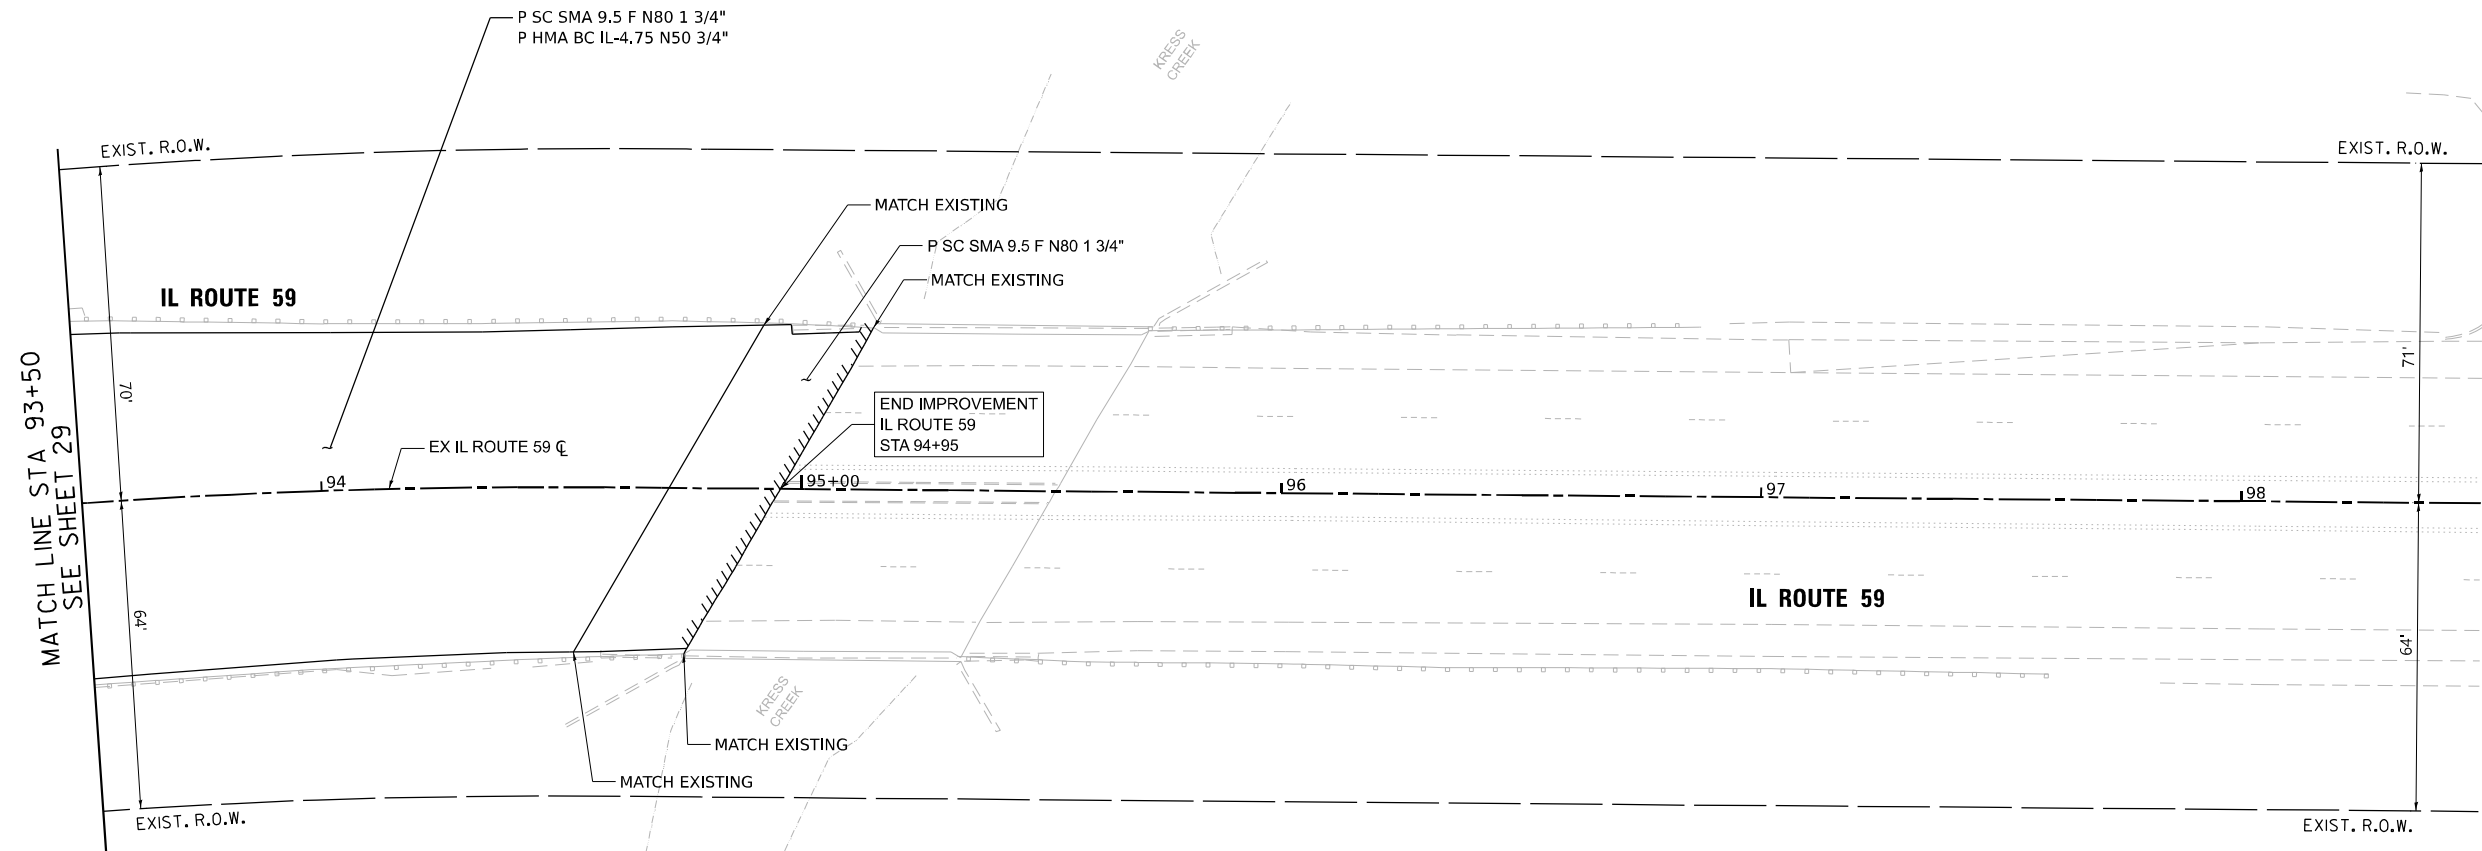 P SC SMA 9.5 F N80 1 3/4"
P HMA BC IL-4.75 N50 3/4"
KRESS
CREEK
EXIST. R.O.W.
EXIST. R.O.W.
MATCH EXISTING
P SC SMA 9.5 F N80 1 3/4"
MATCH EXISTING
IL ROUTE 59
70'
71'
END IMPROVEMENT
IL ROUTE 59
STA 94+95
EX IL ROUTE 59 ℄
MATCH LINE STA 93+50
SEE SHEET 29
94
95+00
96
97
98
IL ROUTE 59
64'
64'
KRESS
CREEK
MATCH EXISTING
MATCH EXISTING
EXIST. R.O.W.
EXIST. R.O.W.